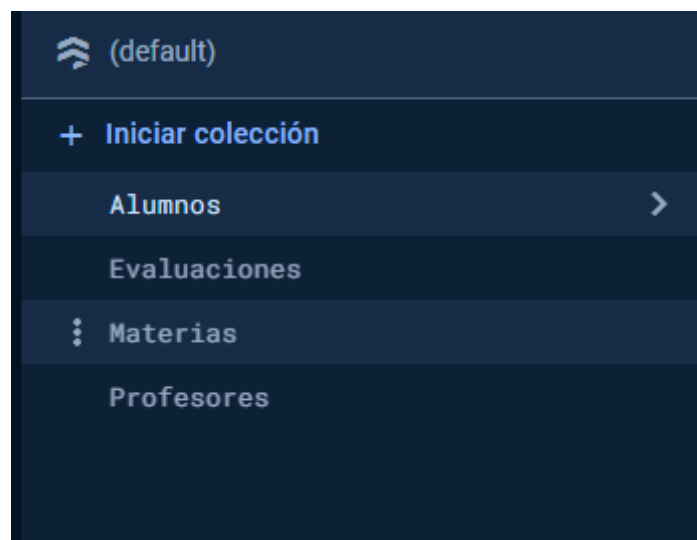 (default)
+ Iniciar colección
Alumnos
Evaluaciones
Materias
Profesores